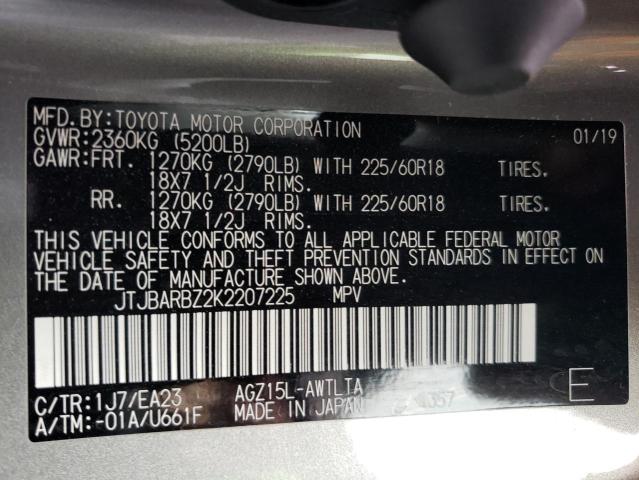 MFD. BY: TOYOTA MOTOR CORPORATION 01/19
GVWR: 2360KG (5200LB)
GAWR: FRT. 1270KG (2790LB) WITH 225/60R18 TIRES.
18X7 1/2J RIMS.
RR. 1270KG (2790LB) WITH 225/60R18 TIRES.
18X7 1/2J RIMS.
THIS VEHICLE CONFORMS TO ALL APPLICABLE FEDERAL MOTOR
VEHICLE SAFETY AND THEFT PREVENTION STANDARDS IN EFFECT ON
THE DATE OF MANUFACTURE SHOWN ABOVE.
JTJBARBZ2K2207225 MPV
C/TR: 1J7/EA23 AGZ15L-AWTLTA
A/TM: -01A/U661F MADE IN JAPAN
E